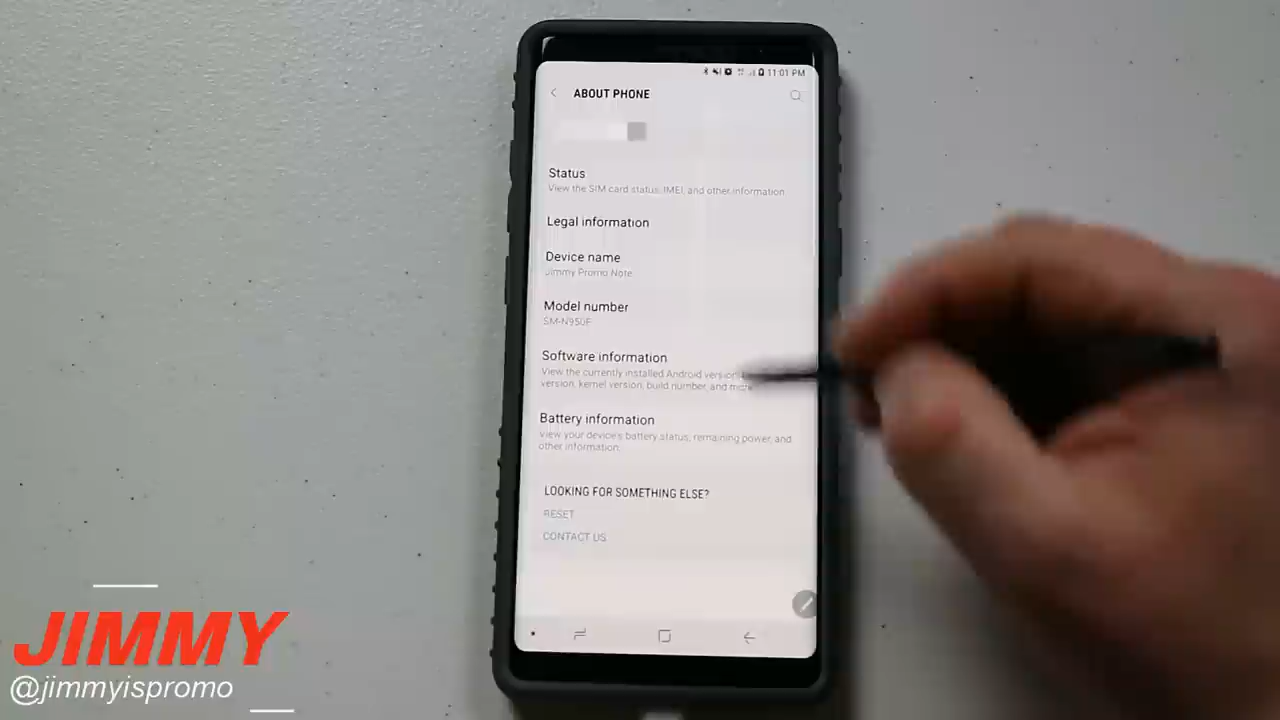 11:01 PM
ABOUT PHONE
Status
View the SIM card status, IMEI, and other information.
Legal information
Device name
Jimmy Promo Note
Model number
SM-N950F
Software information
View the currently installed Android version,
version, kernel version, build number, and more.
Battery information
View your device's battery status, remaining power, and
other information.
LOOKING FOR SOMETHING ELSE?
RESET
CONTACT US
JIMMY
@jimmyispromo